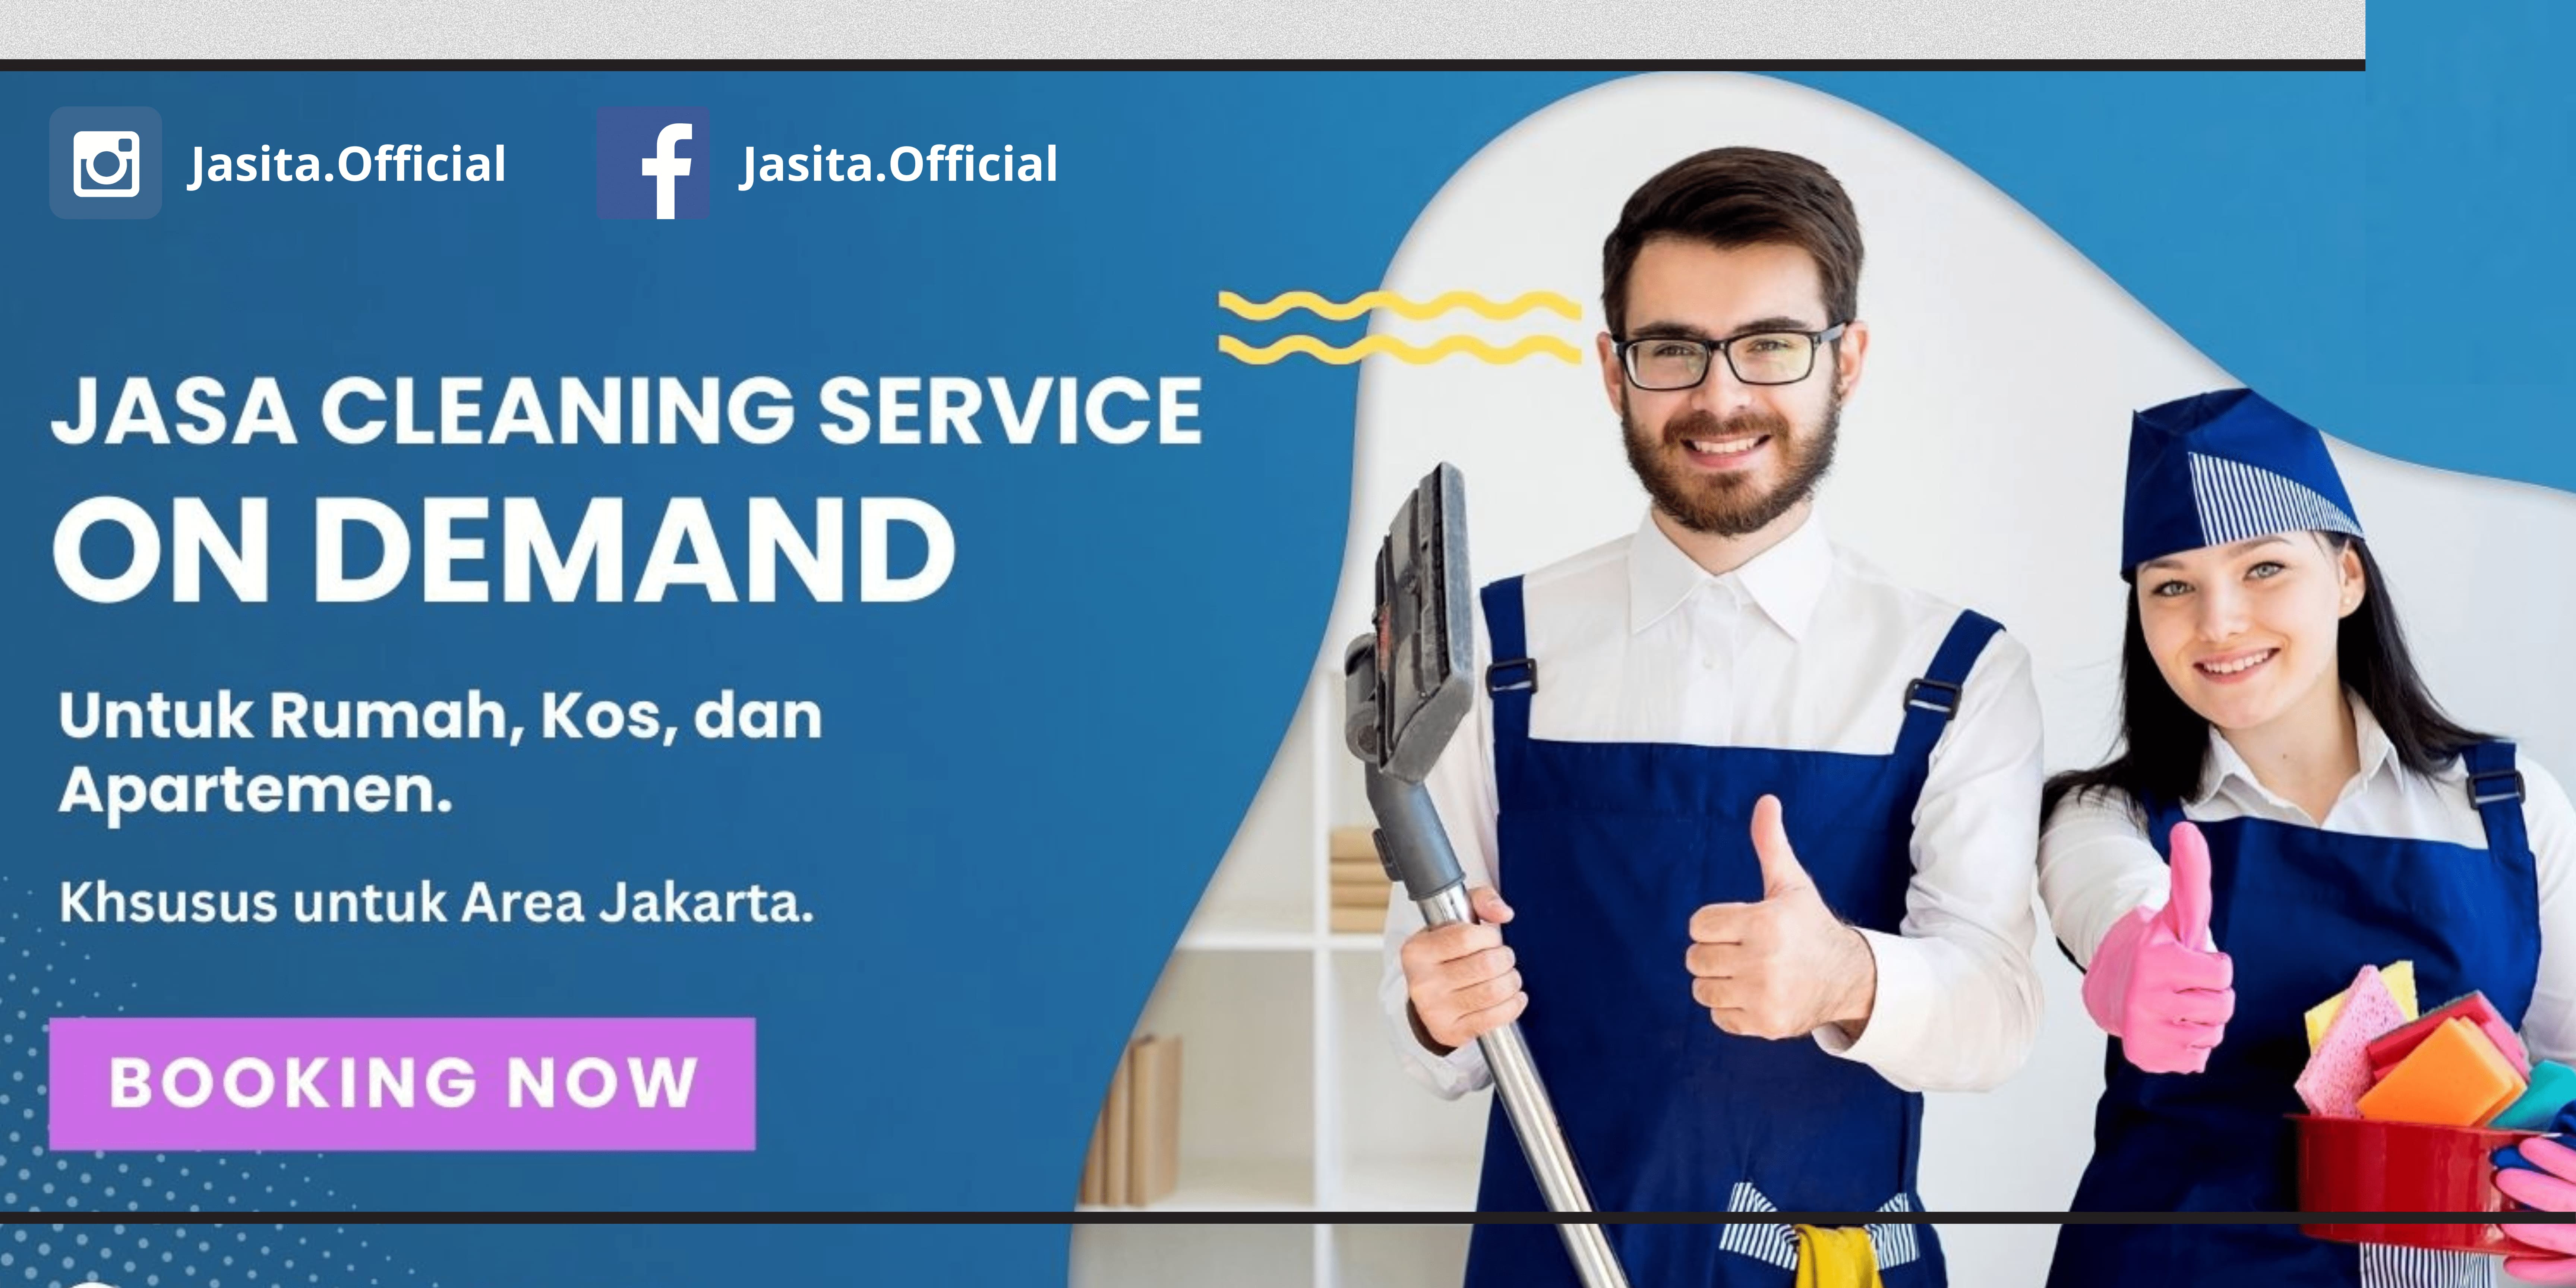 Jasita.Official
Jasita.Official
JASA CLEANING SERVICE
ON DEMAND
Untuk Rumah, Kos, dan
Apartemen.
Khsusus untuk Area Jakarta.
BOOKING NOW